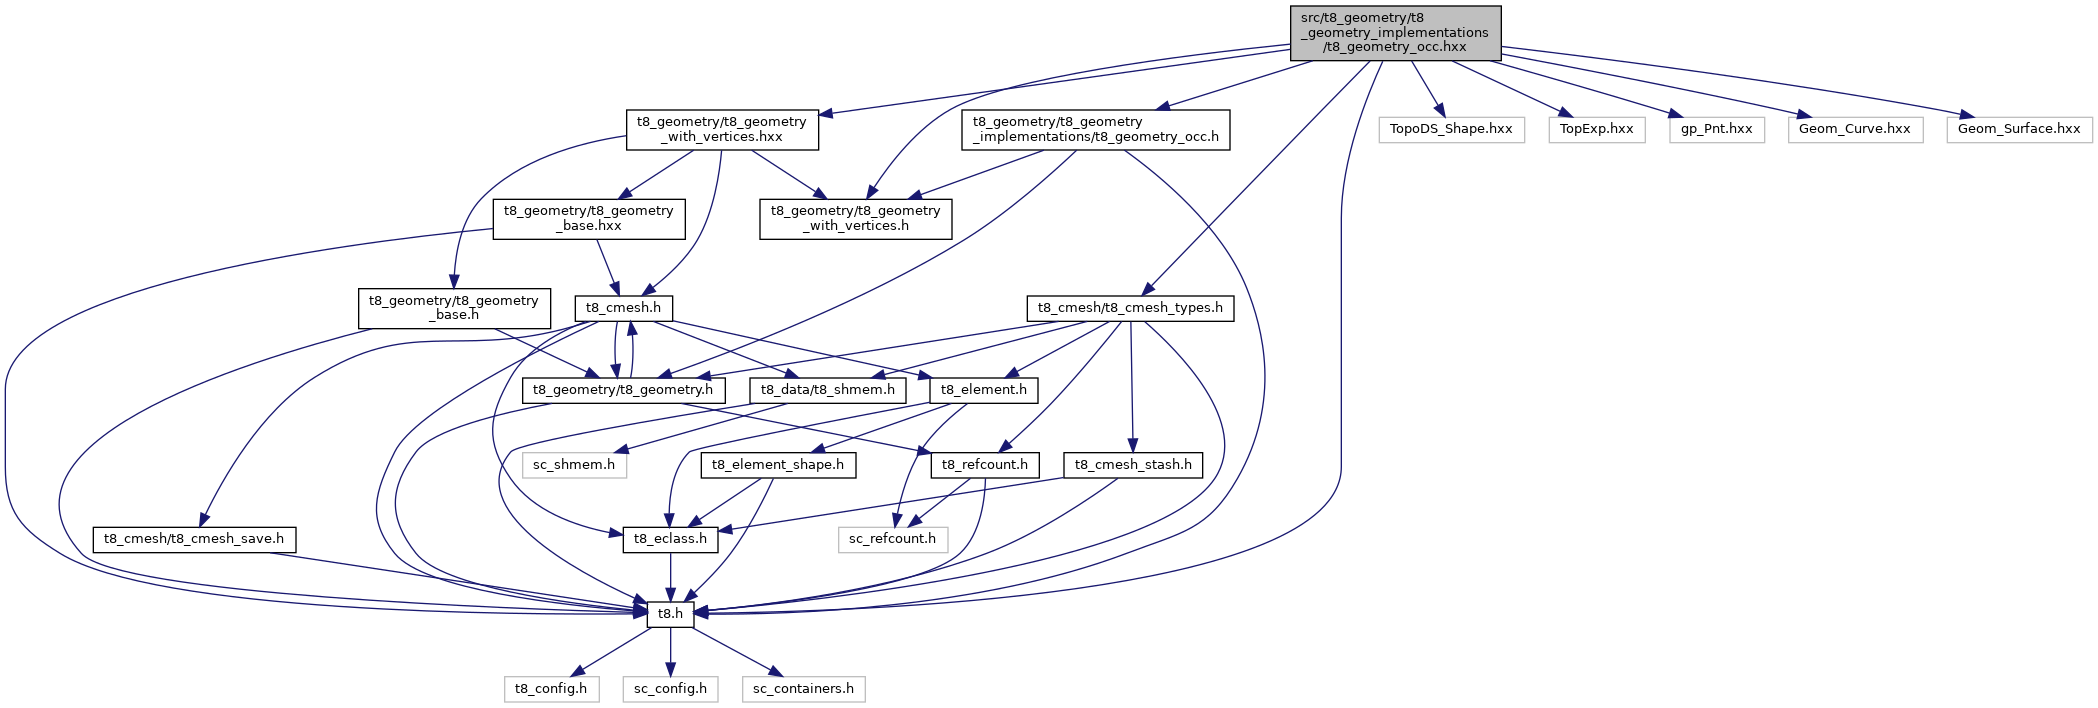 src/t8_geometry/t8
_geometry_implementations
/t8_geometry_occ.hxx
t8_geometry/t8_geometry
_with_vertices.hxx
t8_geometry/t8_geometry
_implementations/t8_geometry_occ.h
TopoDS_Shape.hxx
TopExp.hxx
gp_Pnt.hxx
Geom_Curve.hxx
Geom_Surface.hxx
t8_geometry/t8_geometry
_base.hxx
t8_geometry/t8_geometry
_with_vertices.h
t8_geometry/t8_geometry
_base.h
t8_cmesh.h
t8_cmesh/t8_cmesh_types.h
t8_geometry/t8_geometry.h
t8_data/t8_shmem.h
t8_element.h
sc_shmem.h
t8_element_shape.h
t8_refcount.h
t8_cmesh_stash.h
t8_cmesh/t8_cmesh_save.h
t8_eclass.h
sc_refcount.h
t8.h
t8_config.h
sc_config.h
sc_containers.h